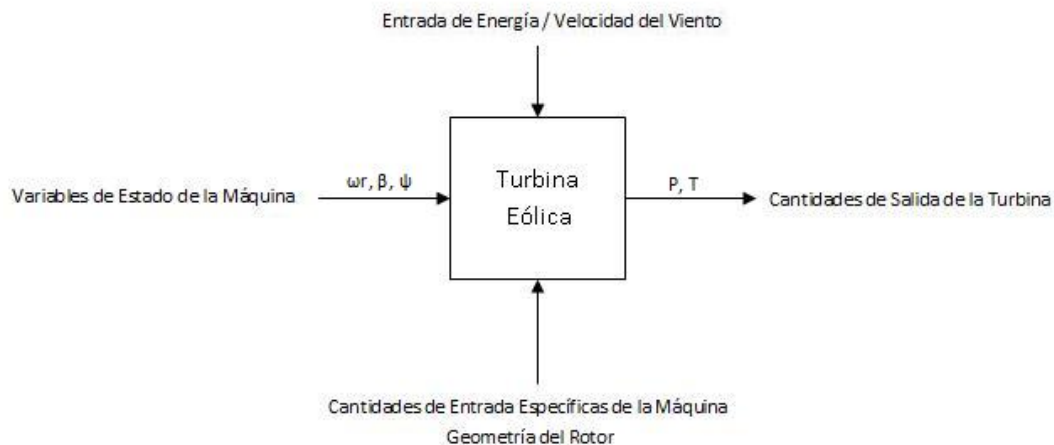 Entrada de Energía / Velocidad del Viento
Variables de Estado de la Máquina
ωr, β, ψ
Turbina
Eólica
P, T
Cantidades de Salida de la Turbina
Cantidades de Entrada Específicas de la Máquina
Geometría del Rotor